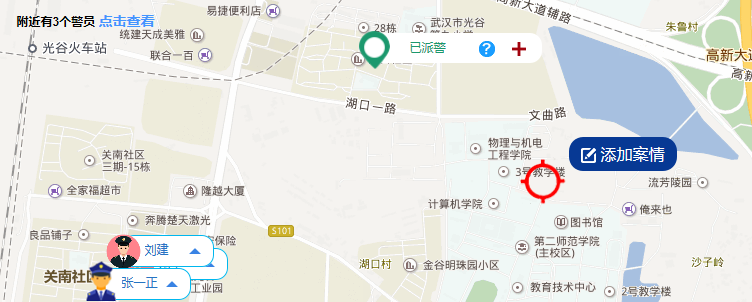 附近有3个警员 点击查看
易捷便利店
高新大道辅路
朱鲁村
统建天成美雅
28栋
武汉市光谷
光谷火车站
联合一百
已派警
?
高新大道
高新
湖口一路
文曲路
关南社区
三期-15栋
物理与机电
工程学院
添加案情
3号教学楼
全家福超市
隆越大厦
计算机学院
流芳陵园
俺来也
奔腾楚天激光
图书馆
良品铺子
刘建
保险
S101
第二师范学院
(主校区)
湖口村
金谷明珠园小区
沙子岭
关南社区
张一正
工业园
教育技术中心
2号教学楼